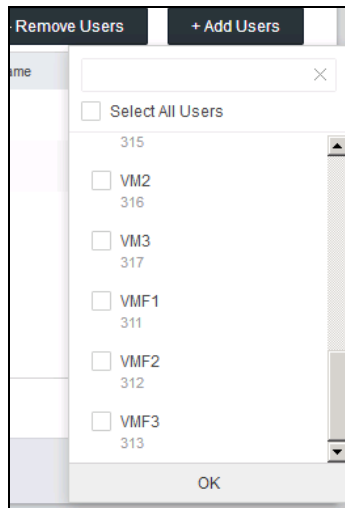 - Remove Users
+ Add Users
ame
Select All Users
315
VM2
316
VM3
317
VMF1
311
VMF2
312
VMF3
313
OK